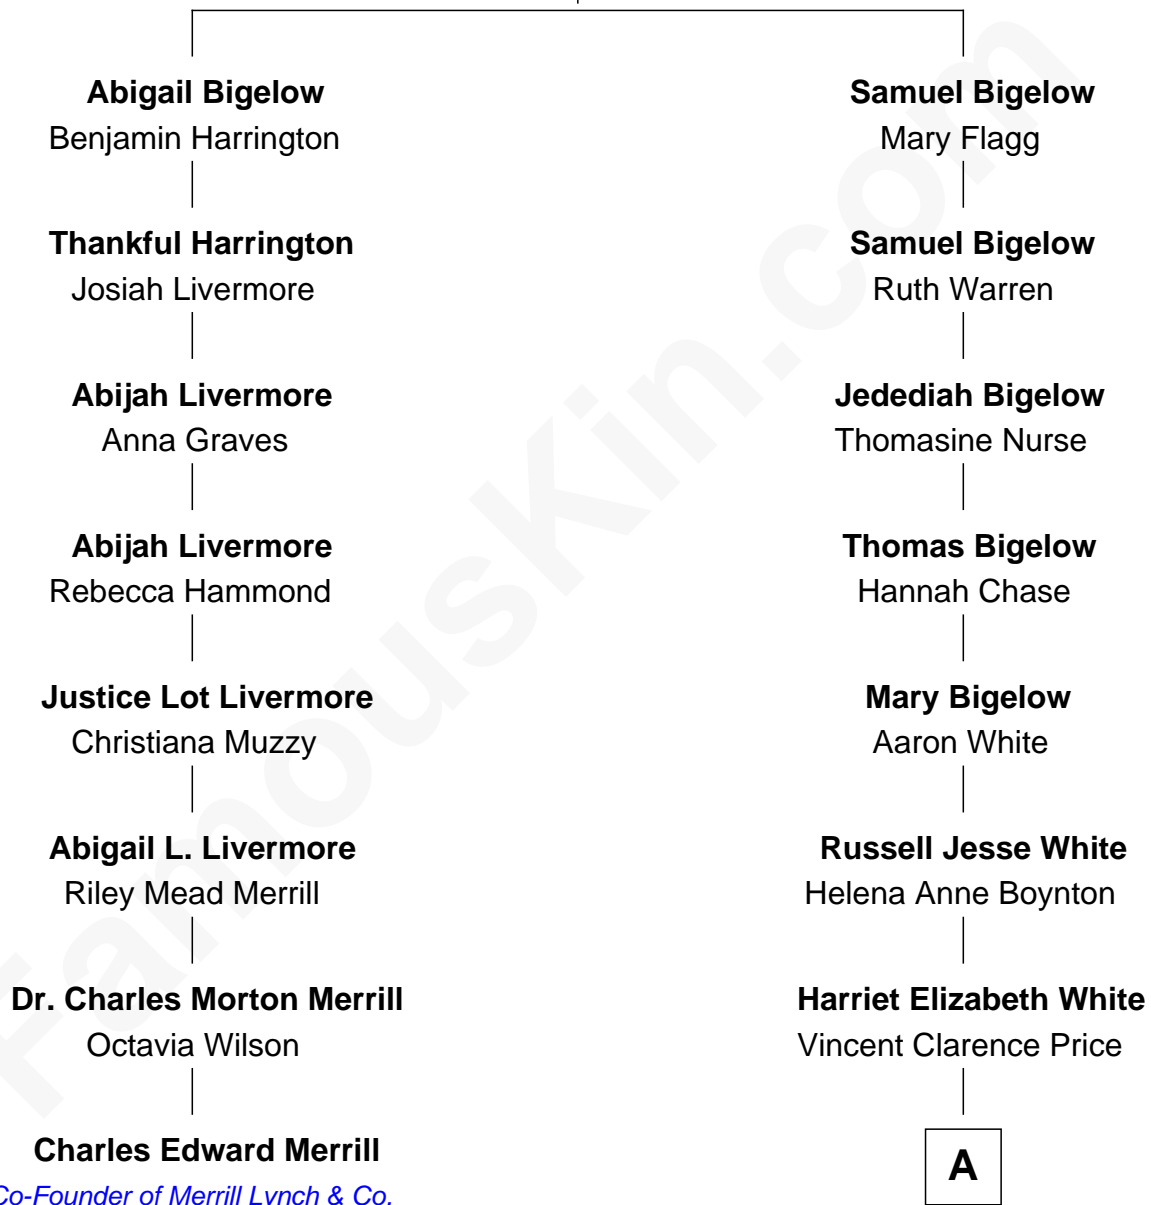 Abigail Bigelow
Benjamin Harrington
Thankful Harrington
Josiah Livermore
Abijah Livermore
Anna Graves
Abijah Livermore
Rebecca Hammond
Justice Lot Livermore
Christiana Muzzy
Abigail L. Livermore
Riley Mead Merrill
Dr. Charles Morton Merrill
Octavia Wilson
Charles Edward Merrill
Co-Founder of Merrill Lynch & Co.
Samuel Bigelow
Mary Flagg
Samuel Bigelow
Ruth Warren
Jedediah Bigelow
Thomasine Nurse
Thomas Bigelow
Hannah Chase
Mary Bigelow
Aaron White
Russell Jesse White
Helena Anne Boynton
Harriet Elizabeth White
Vincent Clarence Price
A
FamousKin.com